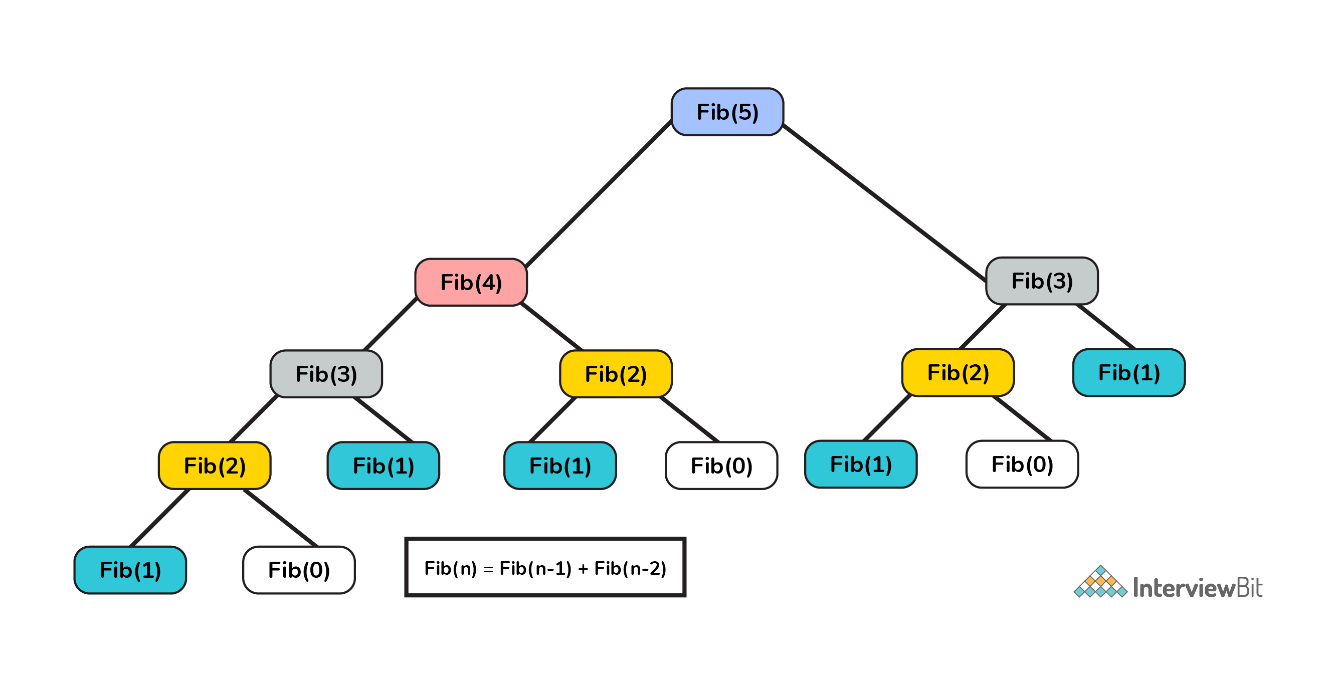 Fib(5)
Fib(4)
Fib(3)
Fib(3)
Fib(2)
Fib(2)
Fib(1)
Fib(2)
Fib(1)
Fib(1)
Fib(0)
Fib(1)
Fib(0)
Fib(1)
Fib(0)
Fib(n) = Fib(n-1) + Fib(n-2)
InterviewBit